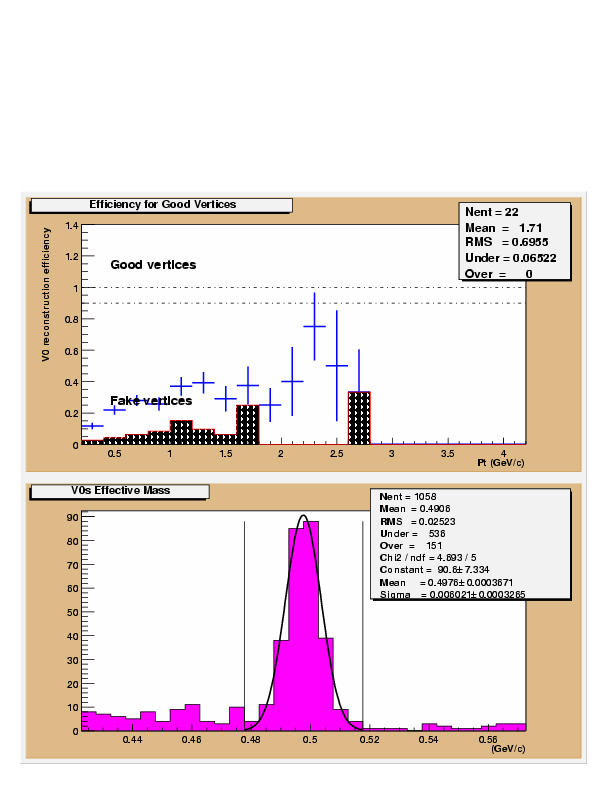 Efficiency for Good Vertices
Nent = 22
Mean = 1.71
RMS = 0.6955
Under = 0.06522
Over = 0
V0 reconstruction efficiency
1.4
1.2
1
0.8
0.6
0.4
0.2
0
Good vertices
Fake vertices
0.5 1 1.5 2 2.5 3 3.5 4
Pt (GeV/c)
V0s Effective Mass
Nent = 1058
Mean = 0.4906
RMS = 0.02523
Under = 536
Over = 151
Chi2 / ndf = 4.693 / 5
Constant = 90.6± 7.334
Mean = 0.4976± 0.0003671
Sigma = 0.006021± 0.0003265
90
80
70
60
50
40
30
20
10
0
0.44 0.46 0.48 0.5 0.52 0.54 0.56
(GeV/c)